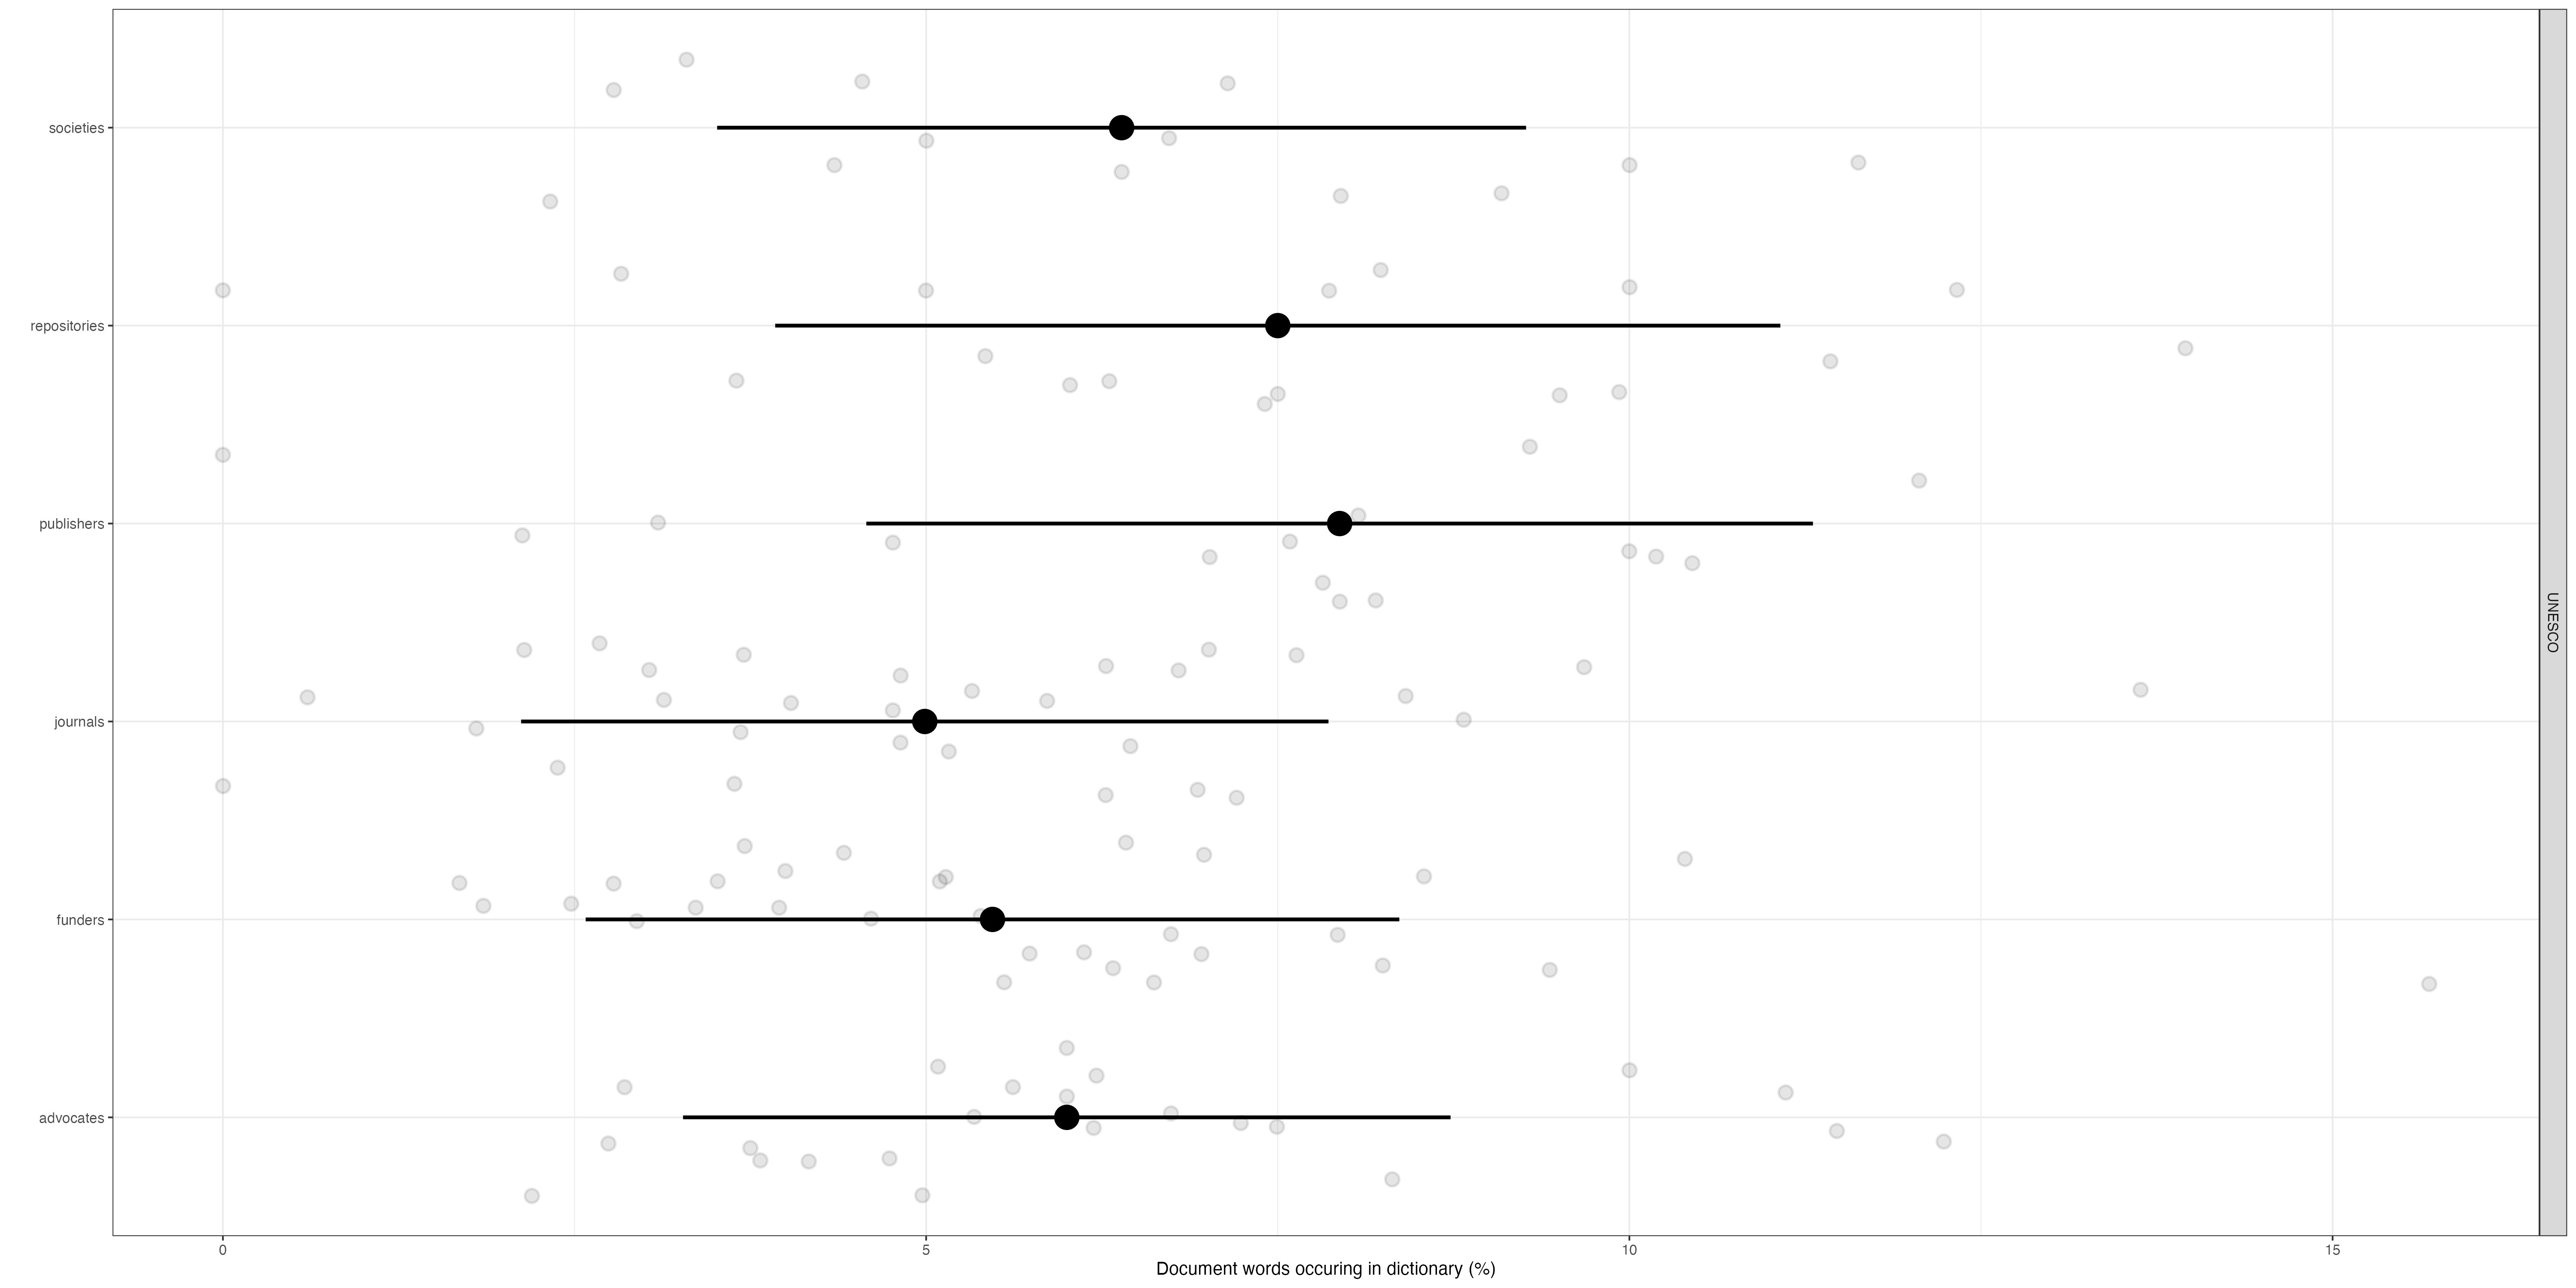 societies
repositories
publishers
journals
funders
advocates
UNESCO
0
5
10
15
Document words occuring in dictionary (%)